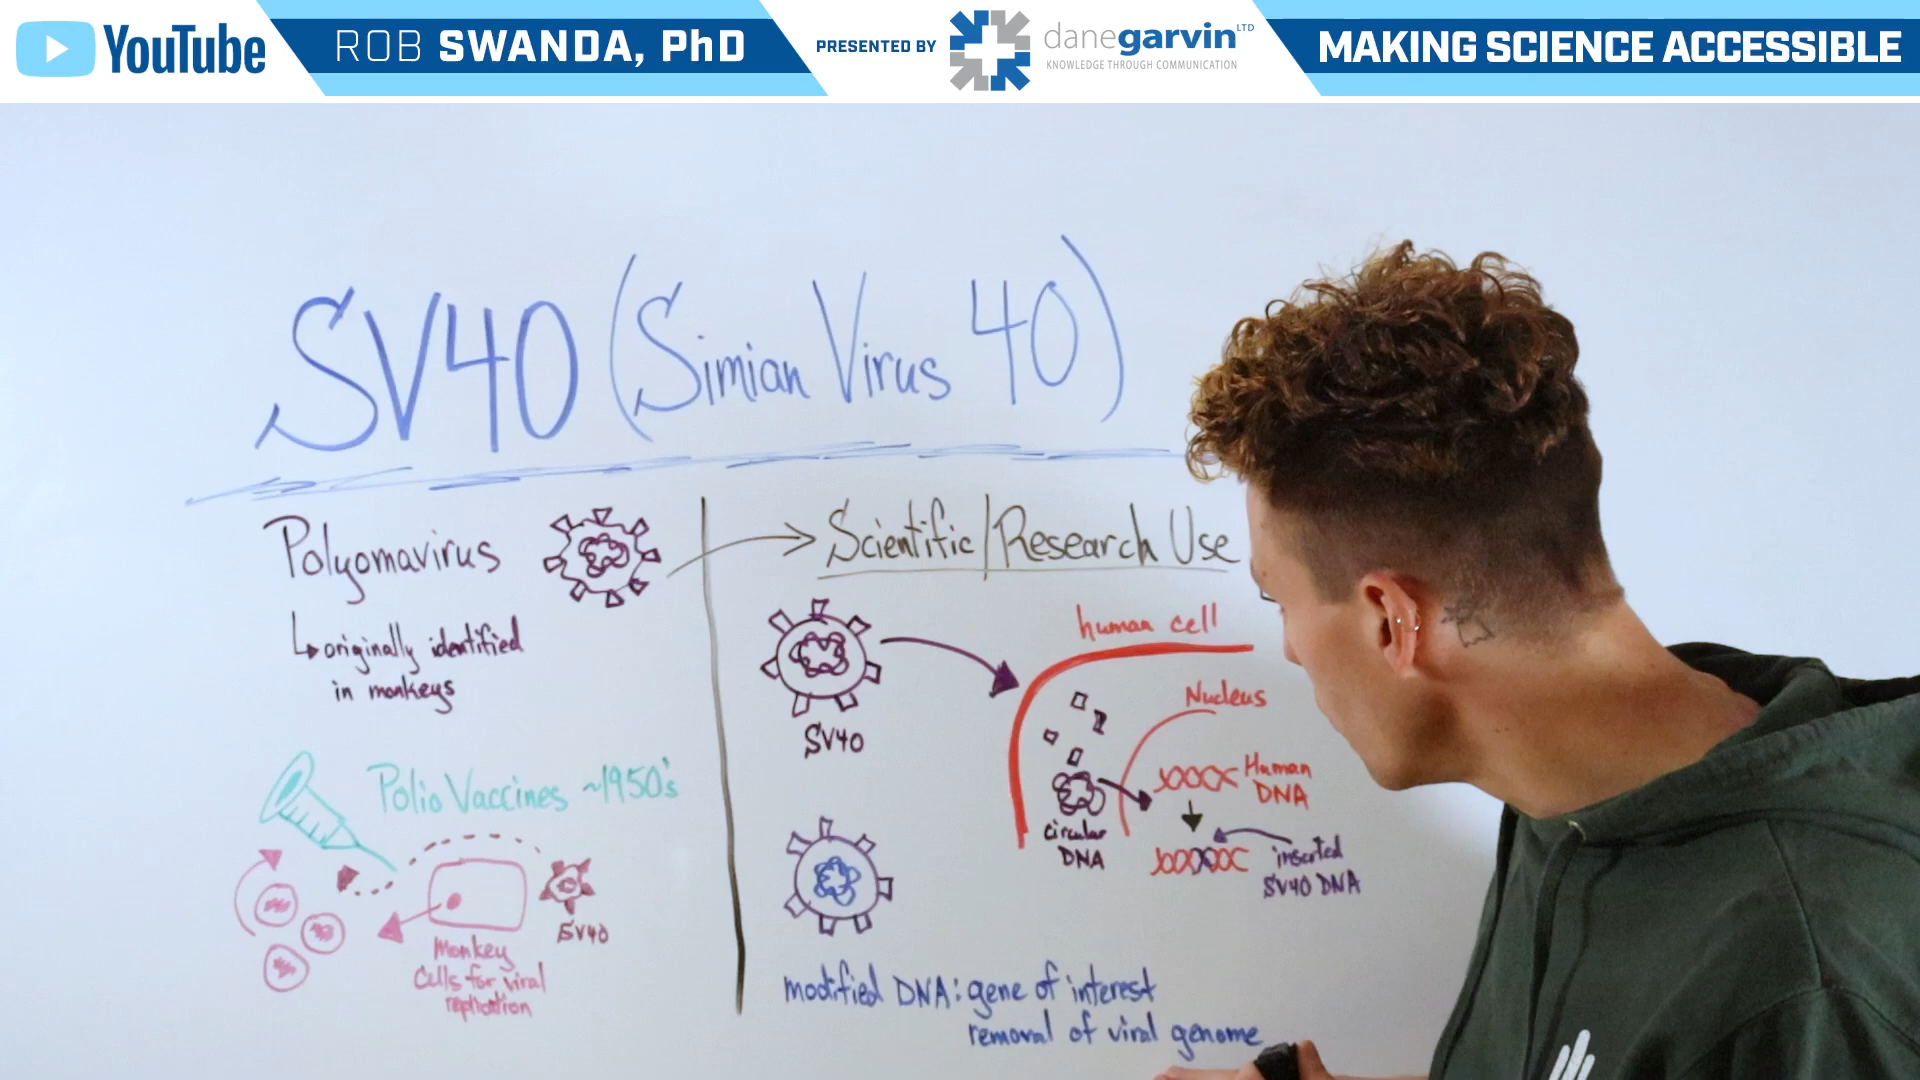 YouTube
ROB SWANDA, PhD
PRESENTED BY
danegarvin LTD
KNOWLEDGE THROUGH COMMUNICATION
MAKING SCIENCE ACCESSIBLE
SV40 (Simian Virus 40)
Polyomavirus
originally identified
in monkeys
Polio Vaccines ~1950's
SV40
Monkey
Cells for viral
replication
Scientific/Research Use
SV40
human cell
Nucleus
Human
DNA
circular
DNA
inserted
SV40 DNA
modified DNA: gene of interest
removal of viral genome